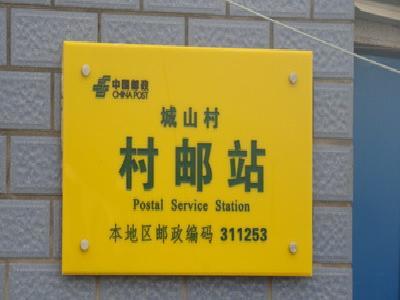 中国邮政
CHINA POST
城山村
村邮站
Postal Service Station
本地区邮政编码 311253